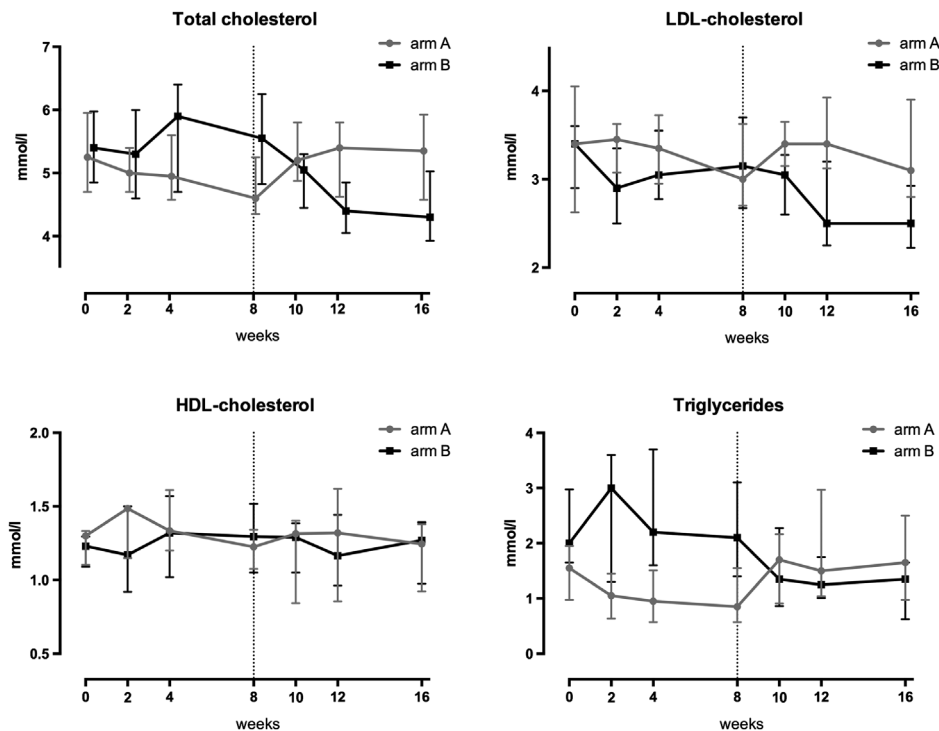 Total cholesterol
arm A
arm B
mmol/l
7
6
5
4
0 2 4 8 10 12 16
weeks
LDL-cholesterol
arm A
arm B
mmol/l
4
3
2
0 2 4 8 10 12 16
weeks
HDL-cholesterol
arm A
arm B
mmol/l
2.0
1.5
1.0
0.5
0 2 4 8 10 12 16
weeks
Triglycerides
arm A
arm B
mmol/l
4
3
2
1
0
0 2 4 8 10 12 16
weeks